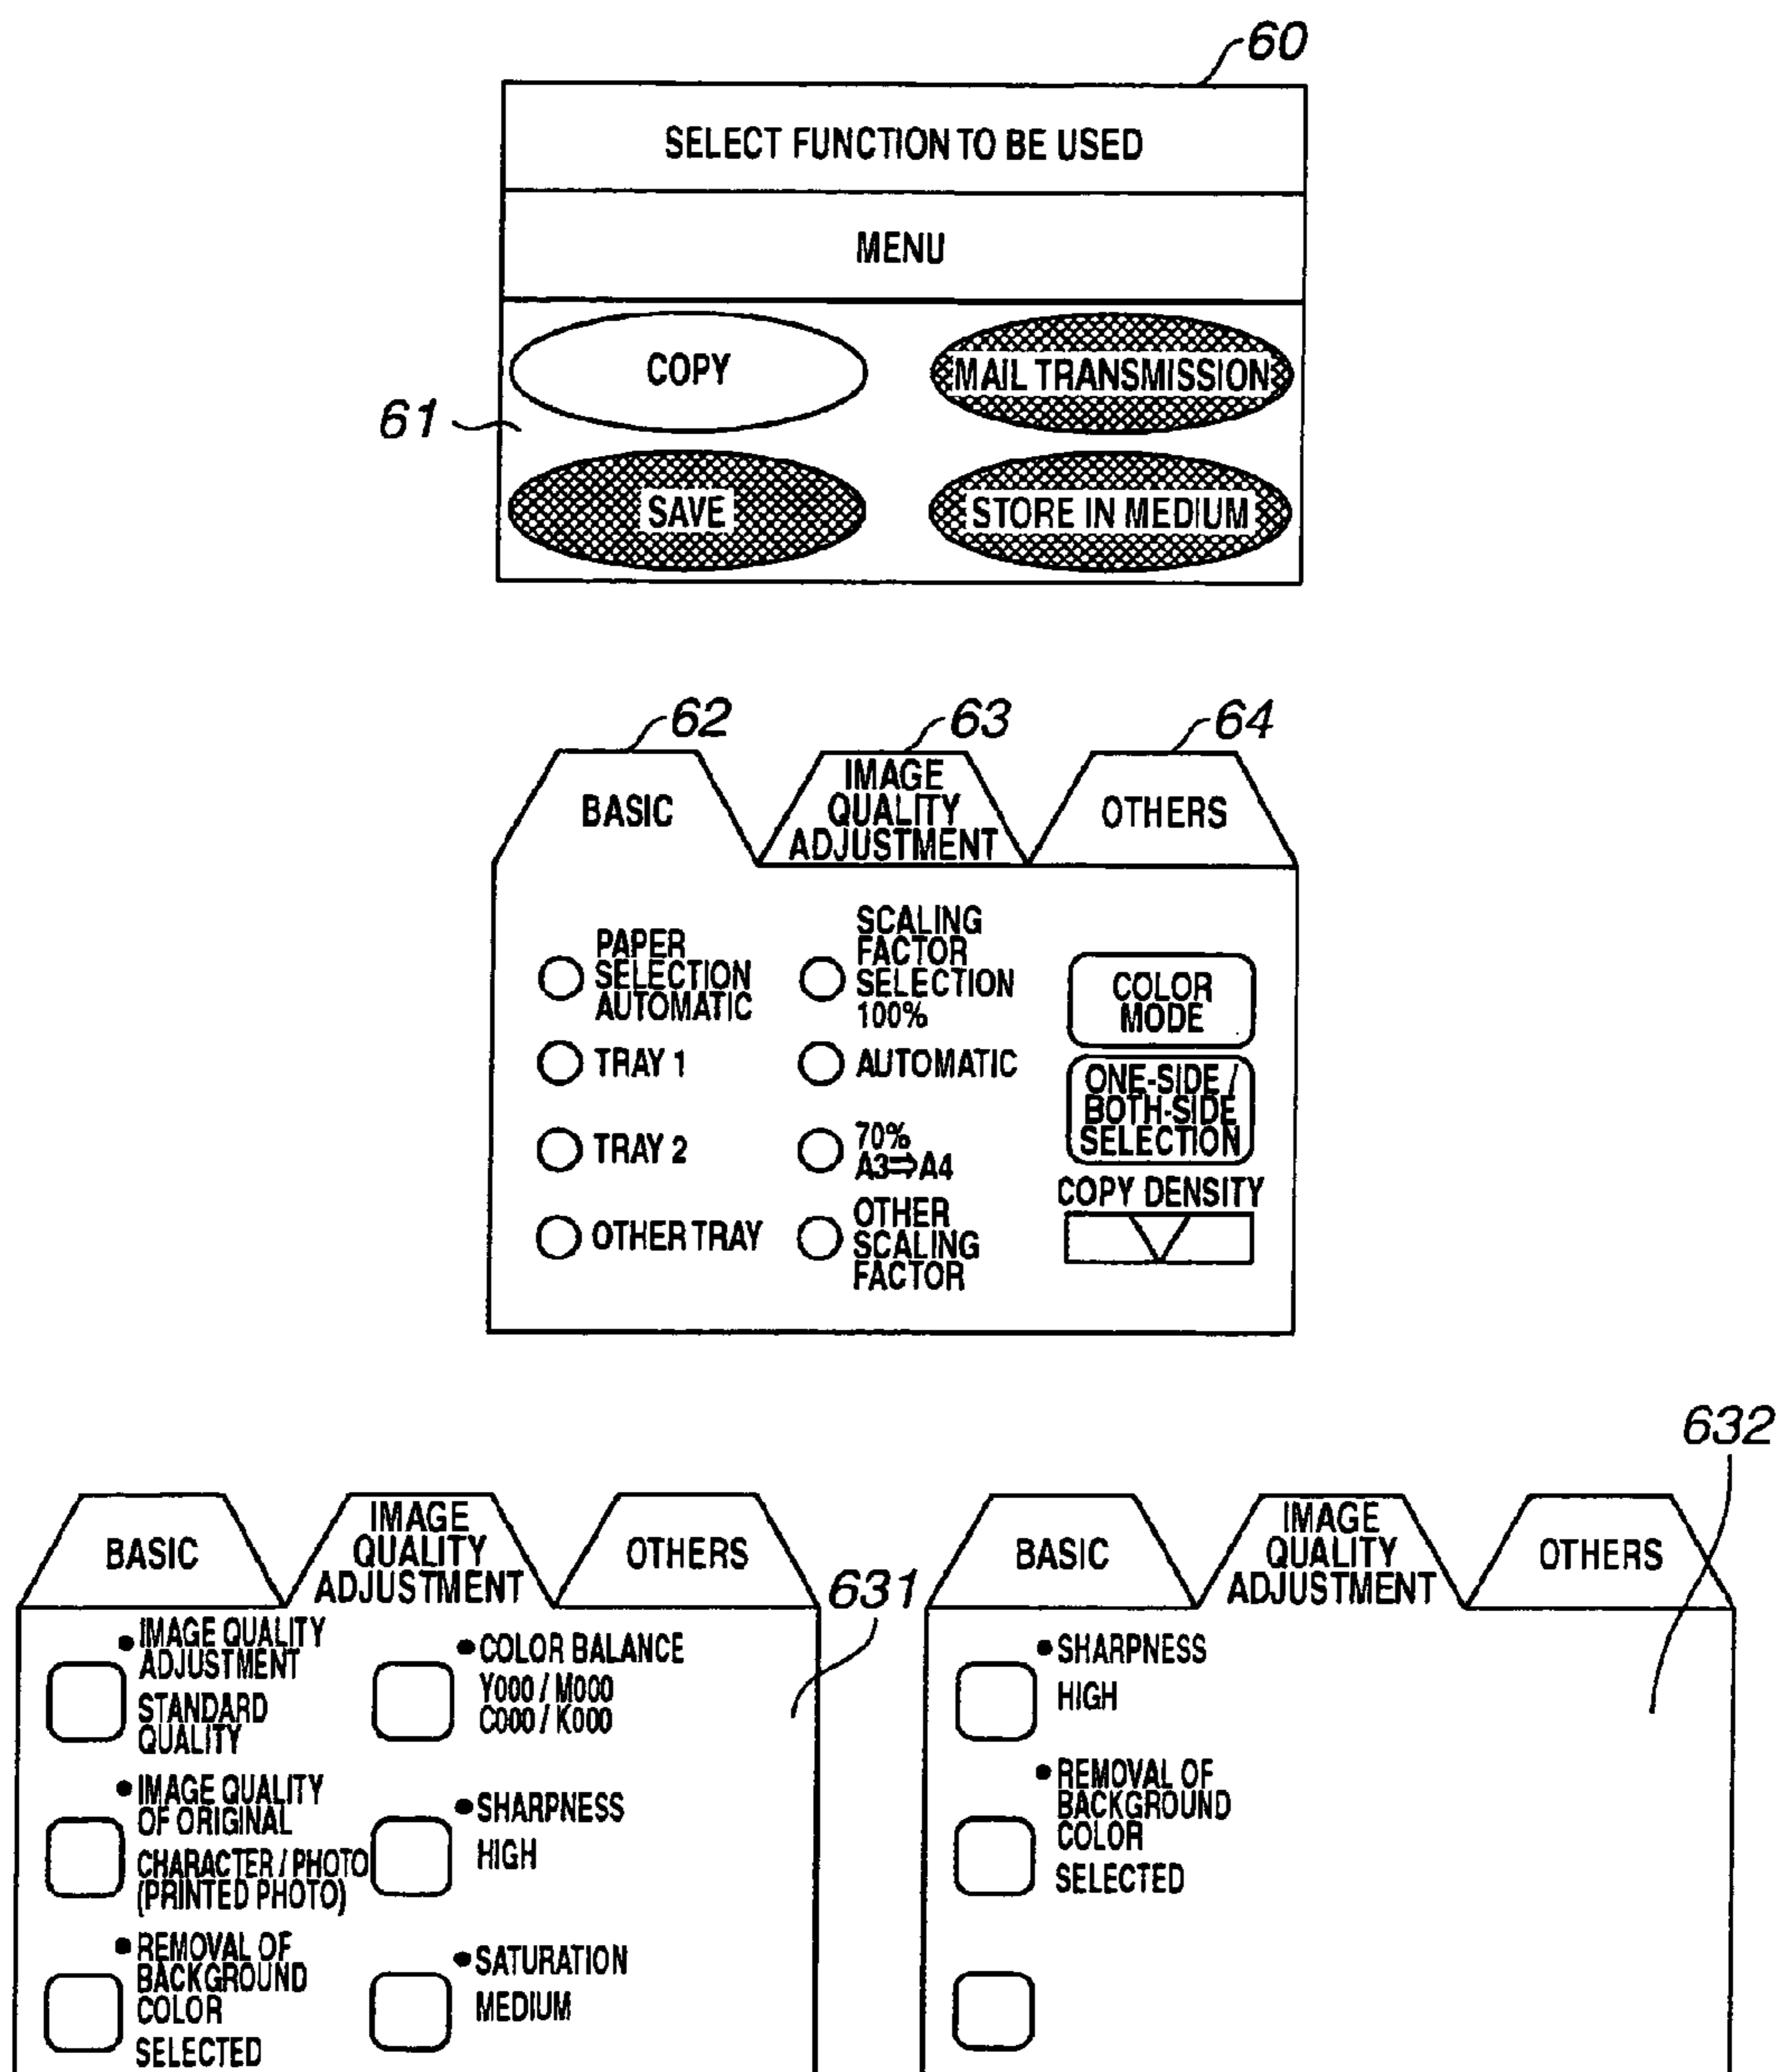 60
SELECT FUNCTION TO BE USED
MENU
COPY
MAIL TRANSMISSION
61
SAVE
STORE IN MEDIUM
62
63
64
BASIC
IMAGE
QUALITY
ADJUSTMENT
OTHERS
PAPER
SELECTION
AUTOMATIC
TRAY 1
TRAY 2
OTHER TRAY
SCALING
FACTOR
SELECTION
100%
AUTOMATIC
70%
A3⇒A4
OTHER
SCALING
FACTOR
COLOR
MODE
ONE-SIDE /
BOTH-SIDE
SELECTION
COPY DENSITY
632
BASIC
IMAGE
QUALITY
ADJUSTMENT
OTHERS
631
•IMAGE QUALITY
ADJUSTMENT
STANDARD
QUALITY
•IMAGE QUALITY
OF ORIGINAL
CHARACTER / PHOTO
(PRINTED PHOTO)
•REMOVAL OF
BACKGROUND
COLOR
SELECTED
•COLOR BALANCE
Y000 / M000
C000 / K000
•SHARPNESS
HIGH
•SATURATION
MEDIUM
BASIC
IMAGE
QUALITY
ADJUSTMENT
OTHERS
•SHARPNESS
HIGH
•REMOVAL OF
BACKGROUND
COLOR
SELECTED